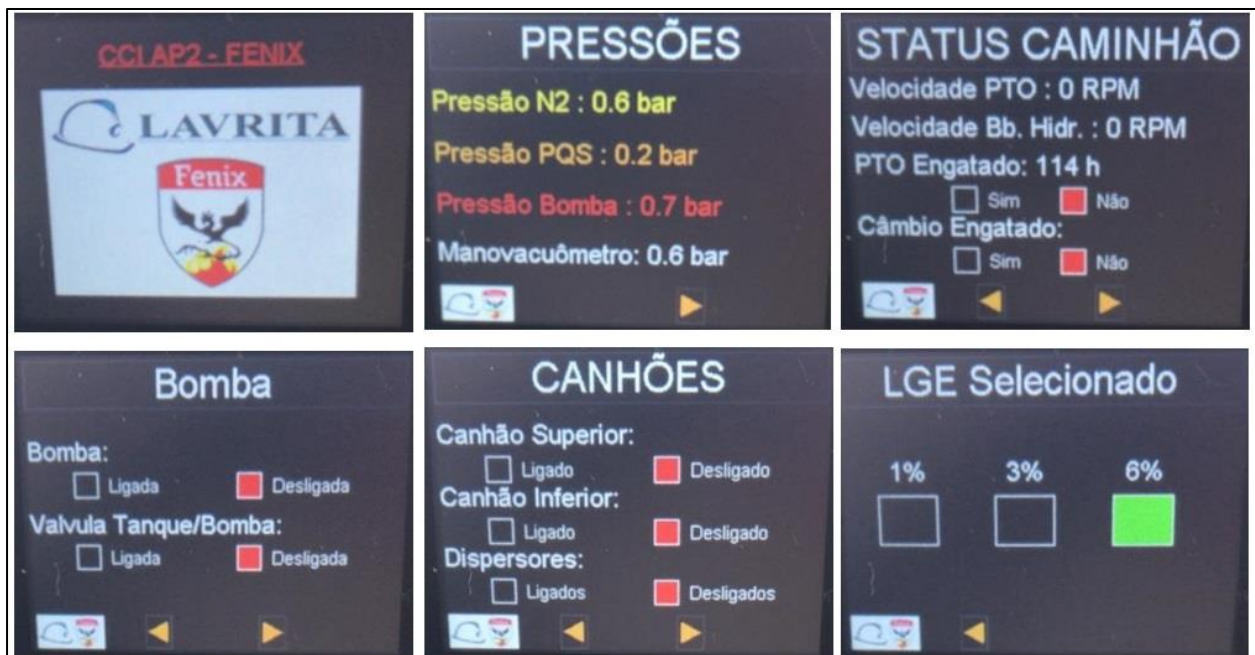 CCI AP2 - FENIX
LAVRITA
Fenix
PRESSÕES
Pressão N2 : 0.6 bar
Pressão PQS : 0.2 bar
Pressão Bomba : 0.7 bar
Manovacuômetro: 0.6 bar
STATUS CAMINHÃO
Velocidade PTO : 0 RPM
Velocidade Bb. Hidr. : 0 RPM
PTO Engatado: 114 h
Sim Não
Câmbio Engatado:
Sim Não
Bomba
Bomba:
Ligada Desligada
Valvula Tanque/Bomba:
Ligada Desligada
CANHÕES
Canhão Superior:
Ligado Desligado
Canhão Inferior:
Ligado Desligado
Dispersores:
Ligados Desligados
LGE Selecionado
1% 3% 6%